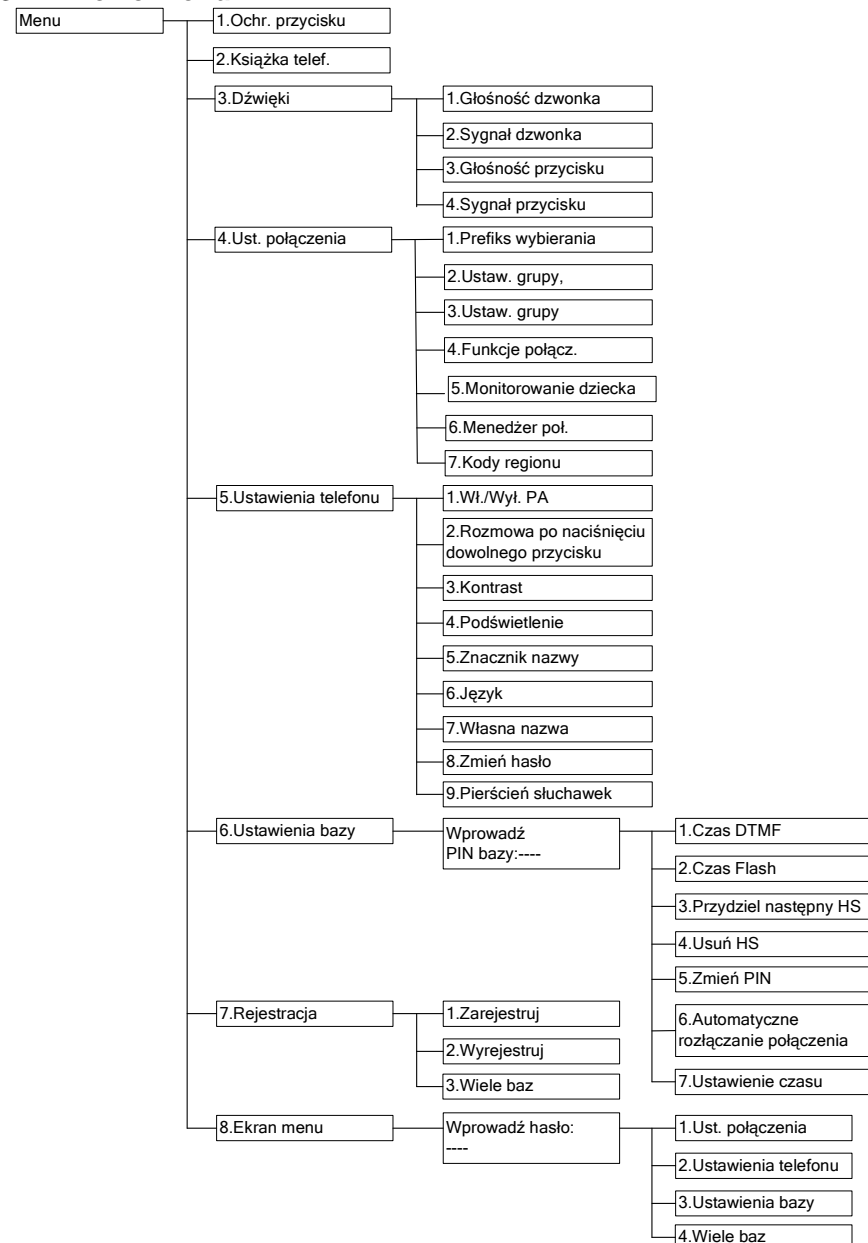 Menu
1.Ochr. przycisku
2.Książka telef.
3.Dźwięki
1.Głośność dzwonka
2.Sygnał dzwonka
3.Głośność przycisku
4.Sygnał przycisku
4.Ust. połączenia
1.Prefiks wybierania
2.Ustaw. grupy,
3.Ustaw. grupy
4.Funkcje połącz.
5.Monitorowanie dziecka
6.Menedżer poł.
7.Kody regionu
5.Ustawienia telefonu
1.Wł./Wył. PA
2.Rozmowa po naciśnięciu
dowolnego przycisku
3.Kontrast
4.Podświetlenie
5.Znacznik nazwy
6.Język
7.Własna nazwa
8.Zmień hasło
9.Pierścień słuchawek
6.Ustawienia bazy
Wprowadź
PIN bazy:----
1.Czas DTMF
2.Czas Flash
3.Przydziel następny HS
4.Usuń HS
5.Zmień PIN
6.Automatyczne
rozłączanie połączenia
7.Ustawienie czasu
7.Rejestracja
1.Zarejestruj
2.Wyrejestruj
3.Wiele baz
8.Ekran menu
Wprowadź hasło:
----
1.Ust. połączenia
2.Ustawienia telefonu
3.Ustawienia bazy
4.Wiele baz